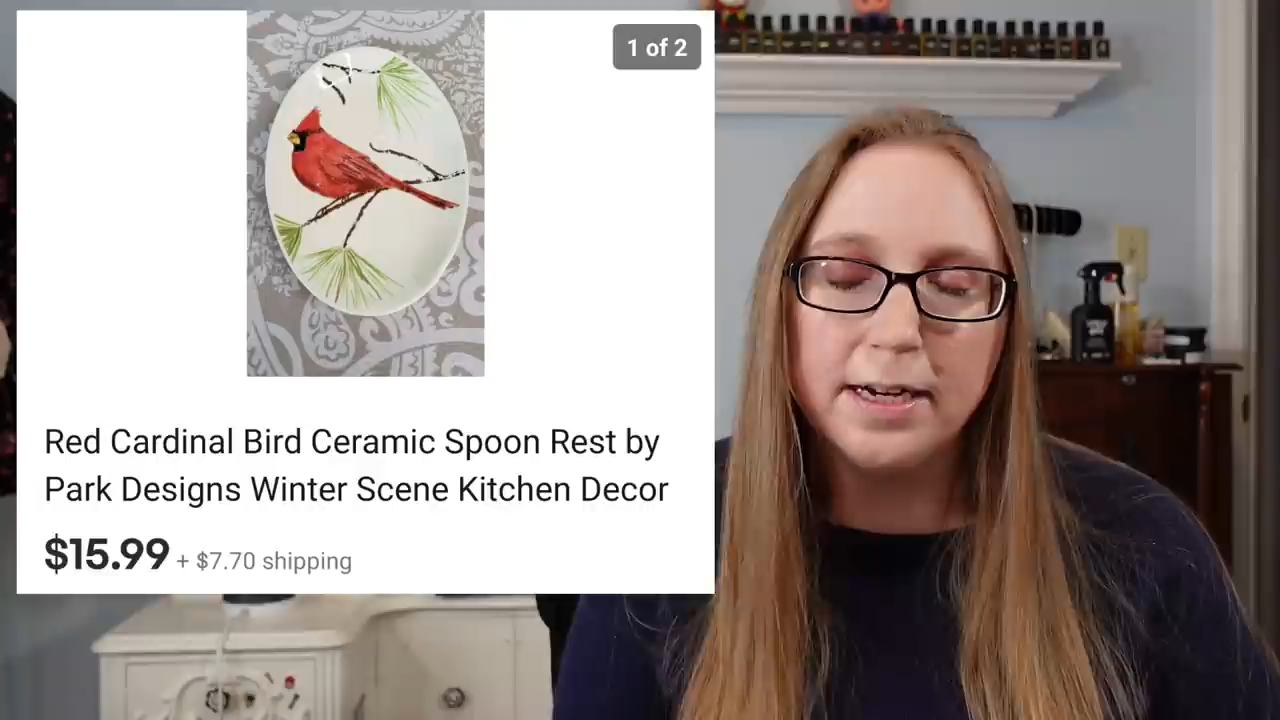 1 of 2
Red Cardinal Bird Ceramic Spoon Rest by
Park Designs Winter Scene Kitchen Decor
$15.99 + $7.70 shipping